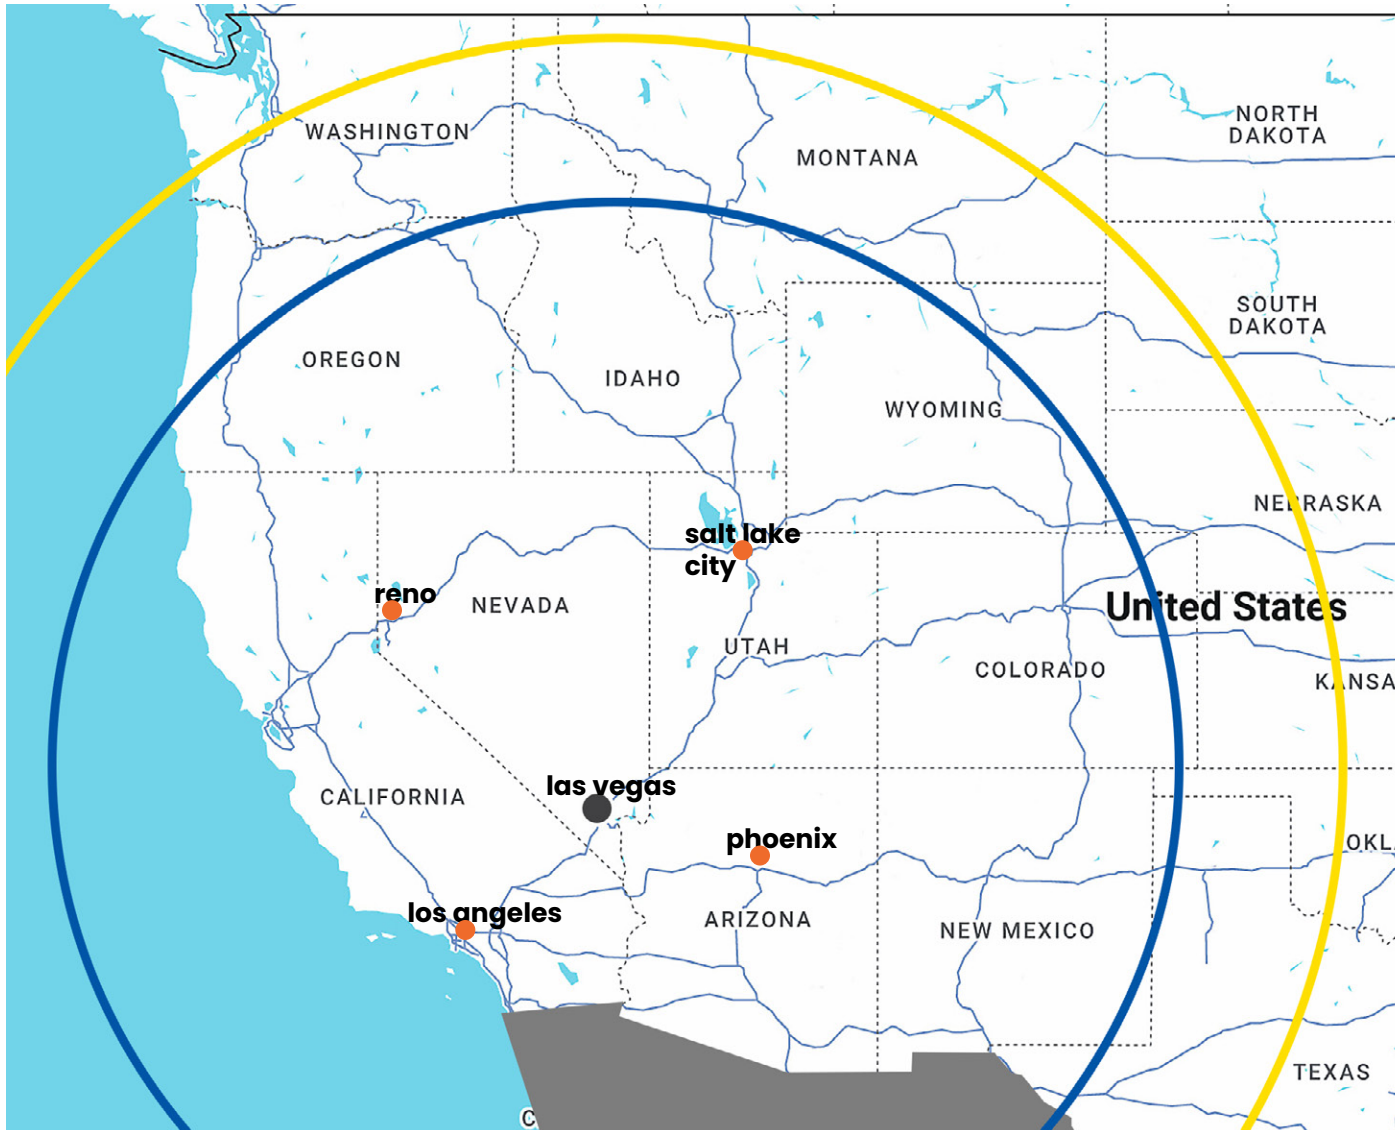 WASHINGTON
NORTH
DAKOTA
MONTANA
SOUTH
DAKOTA
OREGON
IDAHO
WYOMING
NEBRASKA
salt lake
city
reno
NEVADA
United States
UTAH
COLORADO
KANSA
las vegas
CALIFORNIA
phoenix
OKL
los angeles
ARIZONA
NEW MEXICO
TEXAS
C